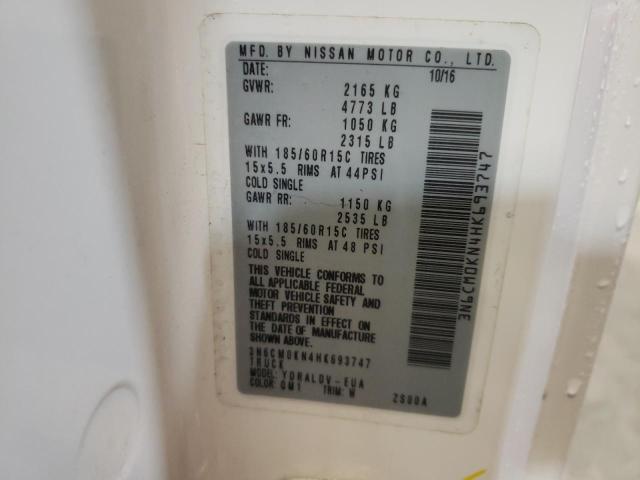 MFD. BY NISSAN MOTOR CO., LTD.
DATE: 10/16
GVWR: 2165 KG
4773 LB
GAWR FR: 1050 KG
2315 LB
WITH 185/60R15C TIRES
15x5.5 RIMS AT 44PSI
COLD SINGLE
GAWR RR: 1150 KG
2535 LB
WITH 185/60R15C TIRES
15x5.5 RIMS AT 48 PSI
COLD SINGLE
THIS VEHICLE CONFORMS TO
ALL APPLICABLE FEDERAL
MOTOR VEHICLE SAFETY AND
THEFT PREVENTION
STANDARDS IN EFFECT ON
THE DATE OF MANUFACTURE
SHOWN ABOVE.
3N6CM0KN4HK693747
TRUCK
MODEL: YDRALDV-EUA
COLOR: QM1 TRIM: W ZS00A
3N6CM0KN4HK693747